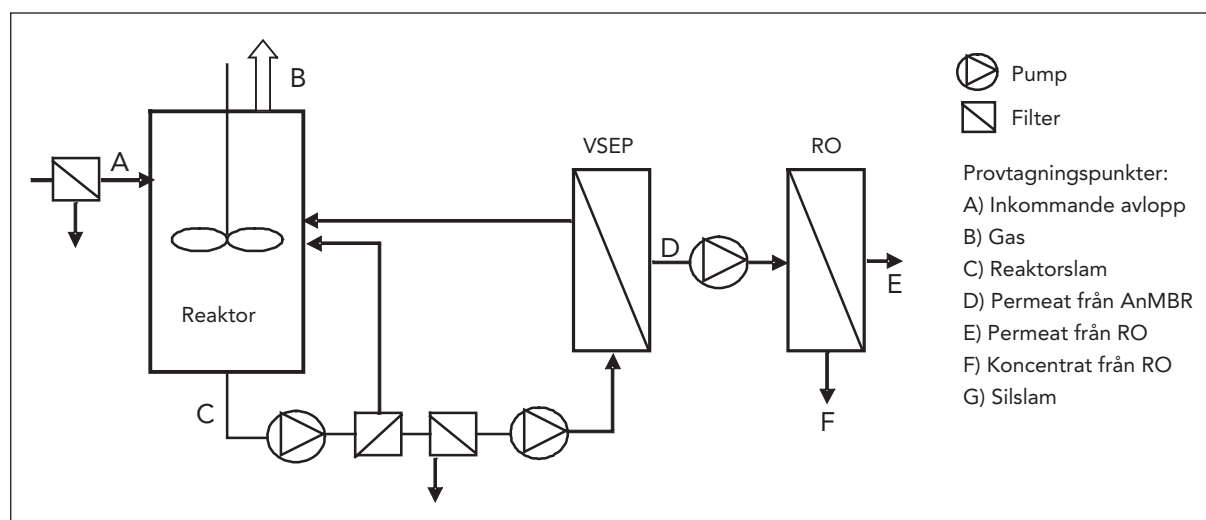 B
A
Reaktor
C
VSEP
D
RO
E
F
Pump
Filter
Provtagningspunkter:
A) Inkommande avlopp
B) Gas
C) Reaktorslam
D) Permeat från AnMBR
E) Permeat från RO
F) Koncentrat från RO
G) Silslam